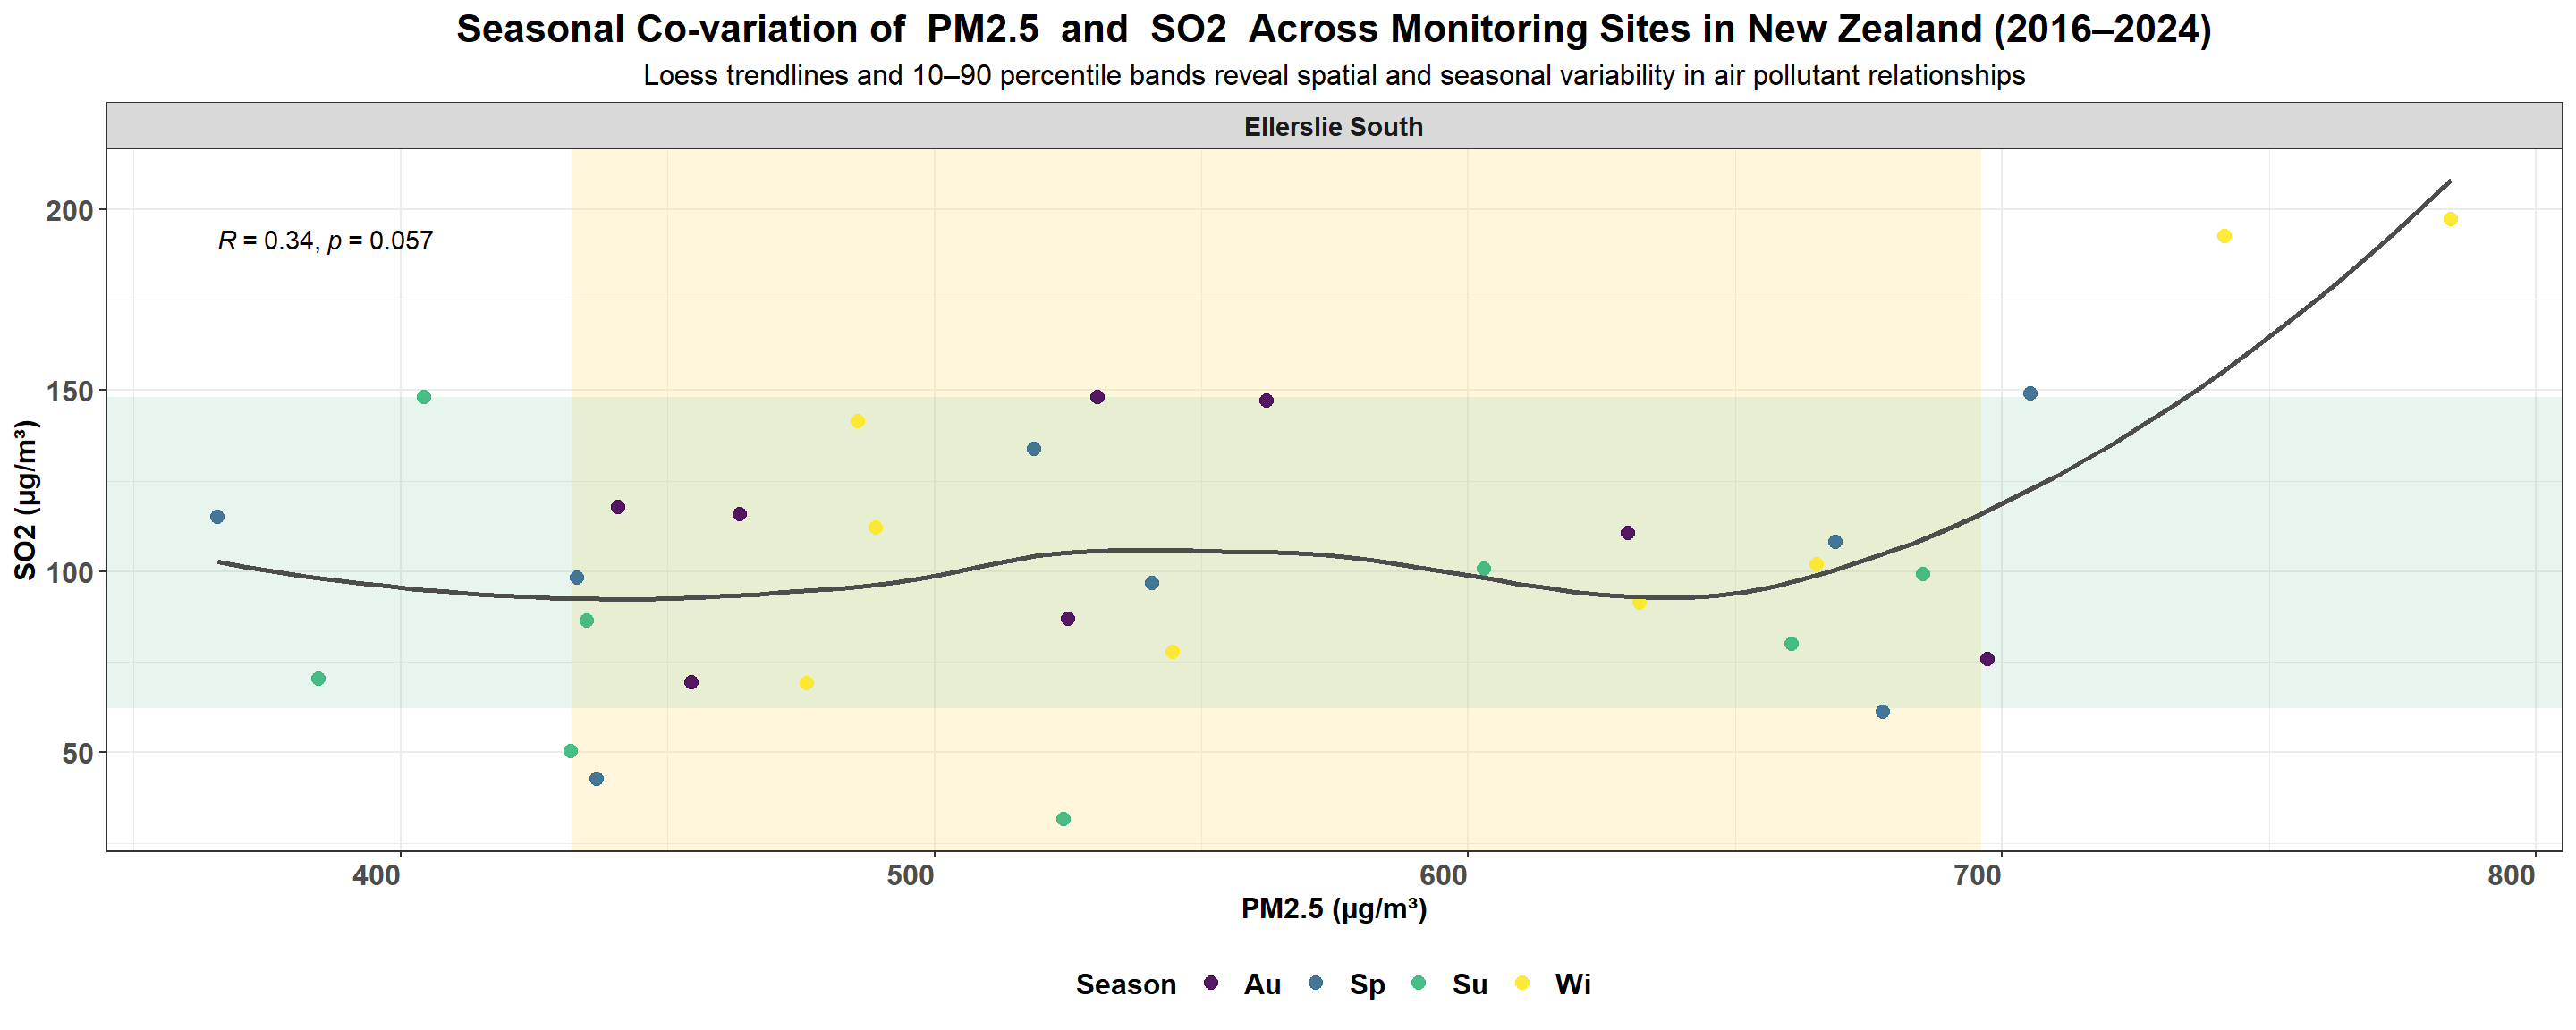 Seasonal Co-variation of PM2.5 and SO2 Across Monitoring Sites in New Zealand (2016–2024)
Loess trendlines and 10–90 percentile bands reveal spatial and seasonal variability in air pollutant relationships
Ellerslie South
R = 0.34, p = 0.057
200
150
100
50
SO2 (µg/m³)
400 500 600 700 800
PM2.5 (µg/m³)
Season Au Sp Su Wi